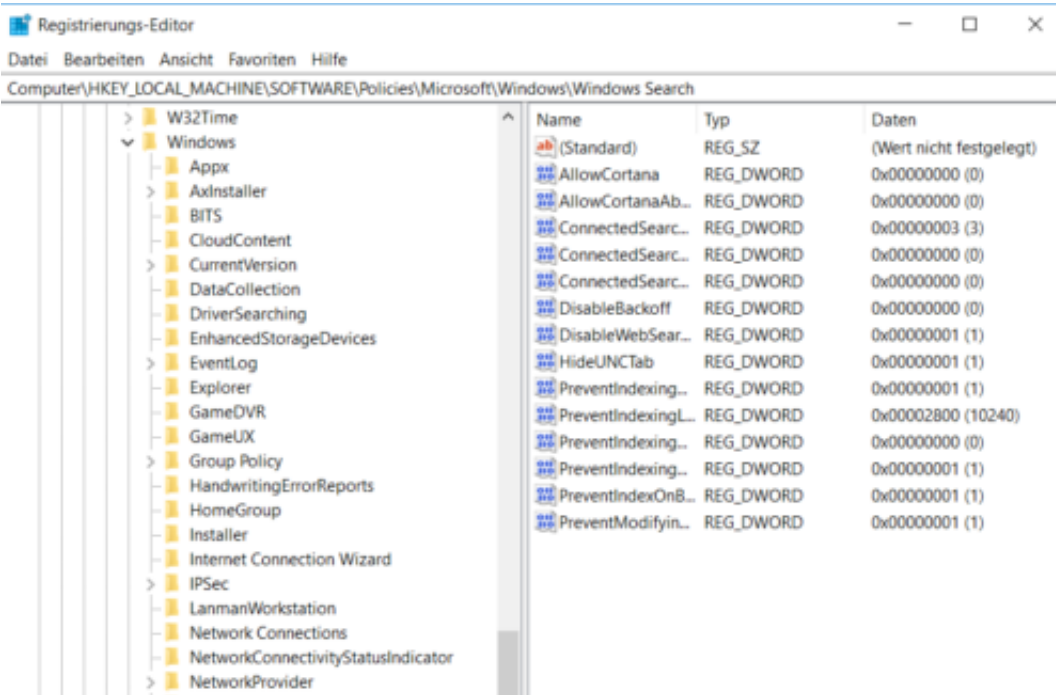 Registrierungs-Editor
Datei Bearbeiten Ansicht Favoriten Hilfe
Computer\HKEY_LOCAL_MACHINE\SOFTWARE\Policies\Microsoft\Windows\Windows Search
W32Time
Windows
Appx
AxInstaller
BITS
CloudContent
CurrentVersion
DataCollection
DriverSearching
EnhancedStorageDevices
EventLog
Explorer
GameDVR
GameUX
Group Policy
HandwritingErrorReports
HomeGroup
Installer
Internet Connection Wizard
IPSec
LanmanWorkstation
Network Connections
NetworkConnectivityStatusIndicator
NetworkProvider
Name Typ Daten
(Standard) REG_SZ (Wert nicht festgelegt)
AllowCortana REG_DWORD 0x00000000 (0)
AllowCortanaAb... REG_DWORD 0x00000000 (0)
ConnectedSearc... REG_DWORD 0x00000003 (3)
ConnectedSearc... REG_DWORD 0x00000000 (0)
ConnectedSearc... REG_DWORD 0x00000000 (0)
DisableBackoff REG_DWORD 0x00000000 (0)
DisableWebSear... REG_DWORD 0x00000001 (1)
HideUNCTab REG_DWORD 0x00000001 (1)
PreventIndexing... REG_DWORD 0x00000001 (1)
PreventIndexingL... REG_DWORD 0x00002800 (10240)
PreventIndexing... REG_DWORD 0x00000000 (0)
PreventIndexing... REG_DWORD 0x00000001 (1)
PreventIndexOnB... REG_DWORD 0x00000001 (1)
PreventModifyin... REG_DWORD 0x00000001 (1)